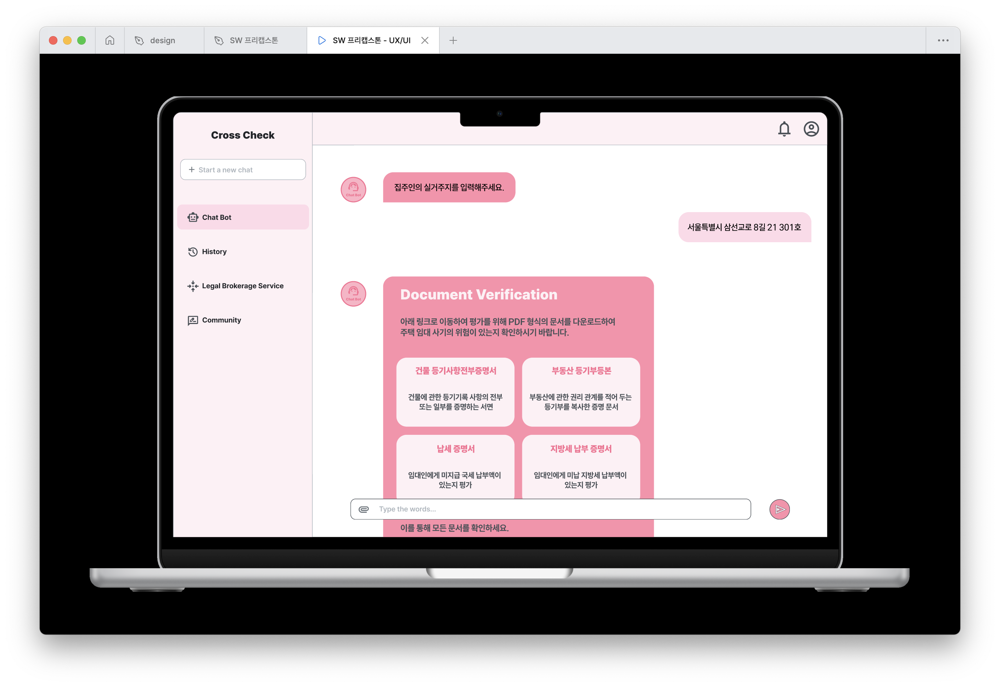 design
SW 프리캡스톤
SW 프리캡스톤 - UX/UI
Cross Check
Start a new chat
Chat Bot
History
Legal Brokerage Service
Community
Chat Bot
집주인의 실거주지를 입력해주세요.
서울특별시 삼선교로 8길 21 301호
Chat Bot
Document Verification
아래 링크로 이동하여 평가를 위해 PDF 형식의 문서를 다운로드하여
주택 임대 사기의 위험이 있는지 확인하시기 바랍니다.
건물 등기사항전부증명서
건물에 관한 등기기록 사항의 전부
또는 일부를 증명하는 서면
부동산 등기부등본
부동산에 관한 권리 관계를 적어 두는
등기부를 복사한 증명 문서
납세 증명서
임대인에게 미지급 국세 납부액이
있는지 평가
지방세 납부 증명서
임대인에게 미납 지방세 납부액이
있는지 평가
Type the words...
이를 통해 모든 문서를 확인하세요.